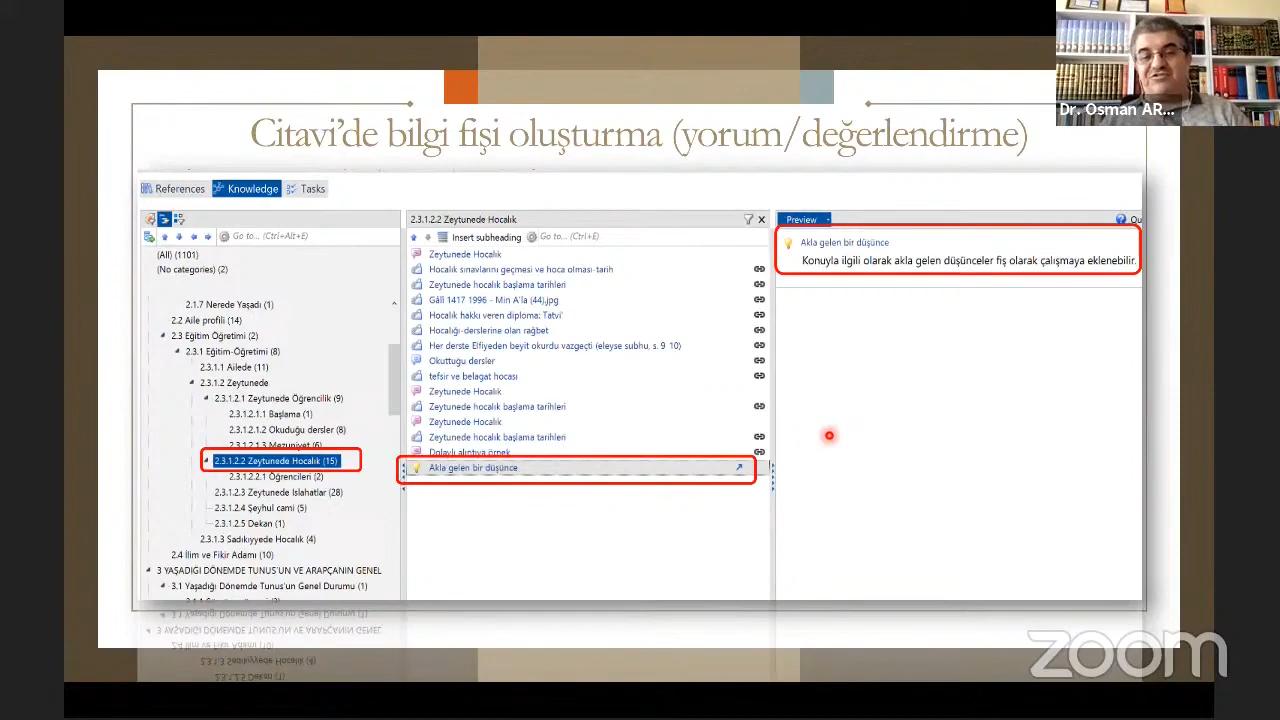 Dr. Osman AR...
Citavi'de bilgi fişi oluşturma (yorum/değerlendirme)
References Knowledge Tasks
Go to... (Ctrl+Alt+E)
(All) (1101)
(No categories) (2)
2.1.7 Nerede Yaşadı (1)
2.2 Aile profili (14)
2.3 Eğitim Öğretimi (2)
2.3.1 Eğitim-Öğretimi (8)
2.3.1.1 Ailede (11)
2.3.1.2 Zeytunede
2.3.1.2.1 Zeytunede Öğrencilik (9)
2.3.1.2.1.1 Başlama (1)
2.3.1.2.1.2 Okuduğu dersler (8)
2.3.1.2.1.3 Mezuniyet (6)
2.3.1.2.2 Zeytunede Hocalık (15)
2.3.1.2.2.1 Öğrencileri (2)
2.3.1.2.3 Zeytunede Islahatlar (28)
2.3.1.2.4 Şeyhul cami (5)
2.3.1.2.5 Dekan (1)
2.3.1.3 Sadıkıyyede Hocalık (4)
2.4 İlim ve Fikir Adamı (10)
3 YAŞADIĞI DÖNEMDE TUNUS'UN VE ARAPÇANIN GENEL
3.1 Yaşadığı Dönemde Tunus'un Genel Durumu (1)
2.3.1.2.2 Zeytunede Hocalık
Insert subheading Go to... (Ctrl+E)
Zeytunede Hocalık
Hocalık sınavlarını geçmesi ve hoca olması-tarih
Zeytunede hocalık başlama tarihleri
Gâlî 1417 1996 - Min A'la (44).jpg
Hocalık hakkı veren diploma: Tatvi'
Hocalığı-derslerine olan rağbet
Her derste Elfiyeden beyit okurdu vazgeçti (eleyse subhu, s. 9-10)
Okuttuğu dersler
tefsir ve belagat hocası
Zeytunede Hocalık
Zeytunede hocalık başlama tarihleri
Zeytunede Hocalık
Zeytunede hocalık başlama tarihleri
Dolaylı alıntıya örnek
Akla gelen bir düşünce
Preview Qu
Akla gelen bir düşünce
Konuyla ilgili olarak akla gelen düşünceler fiş olarak çalışmaya eklenebilir.
zoom